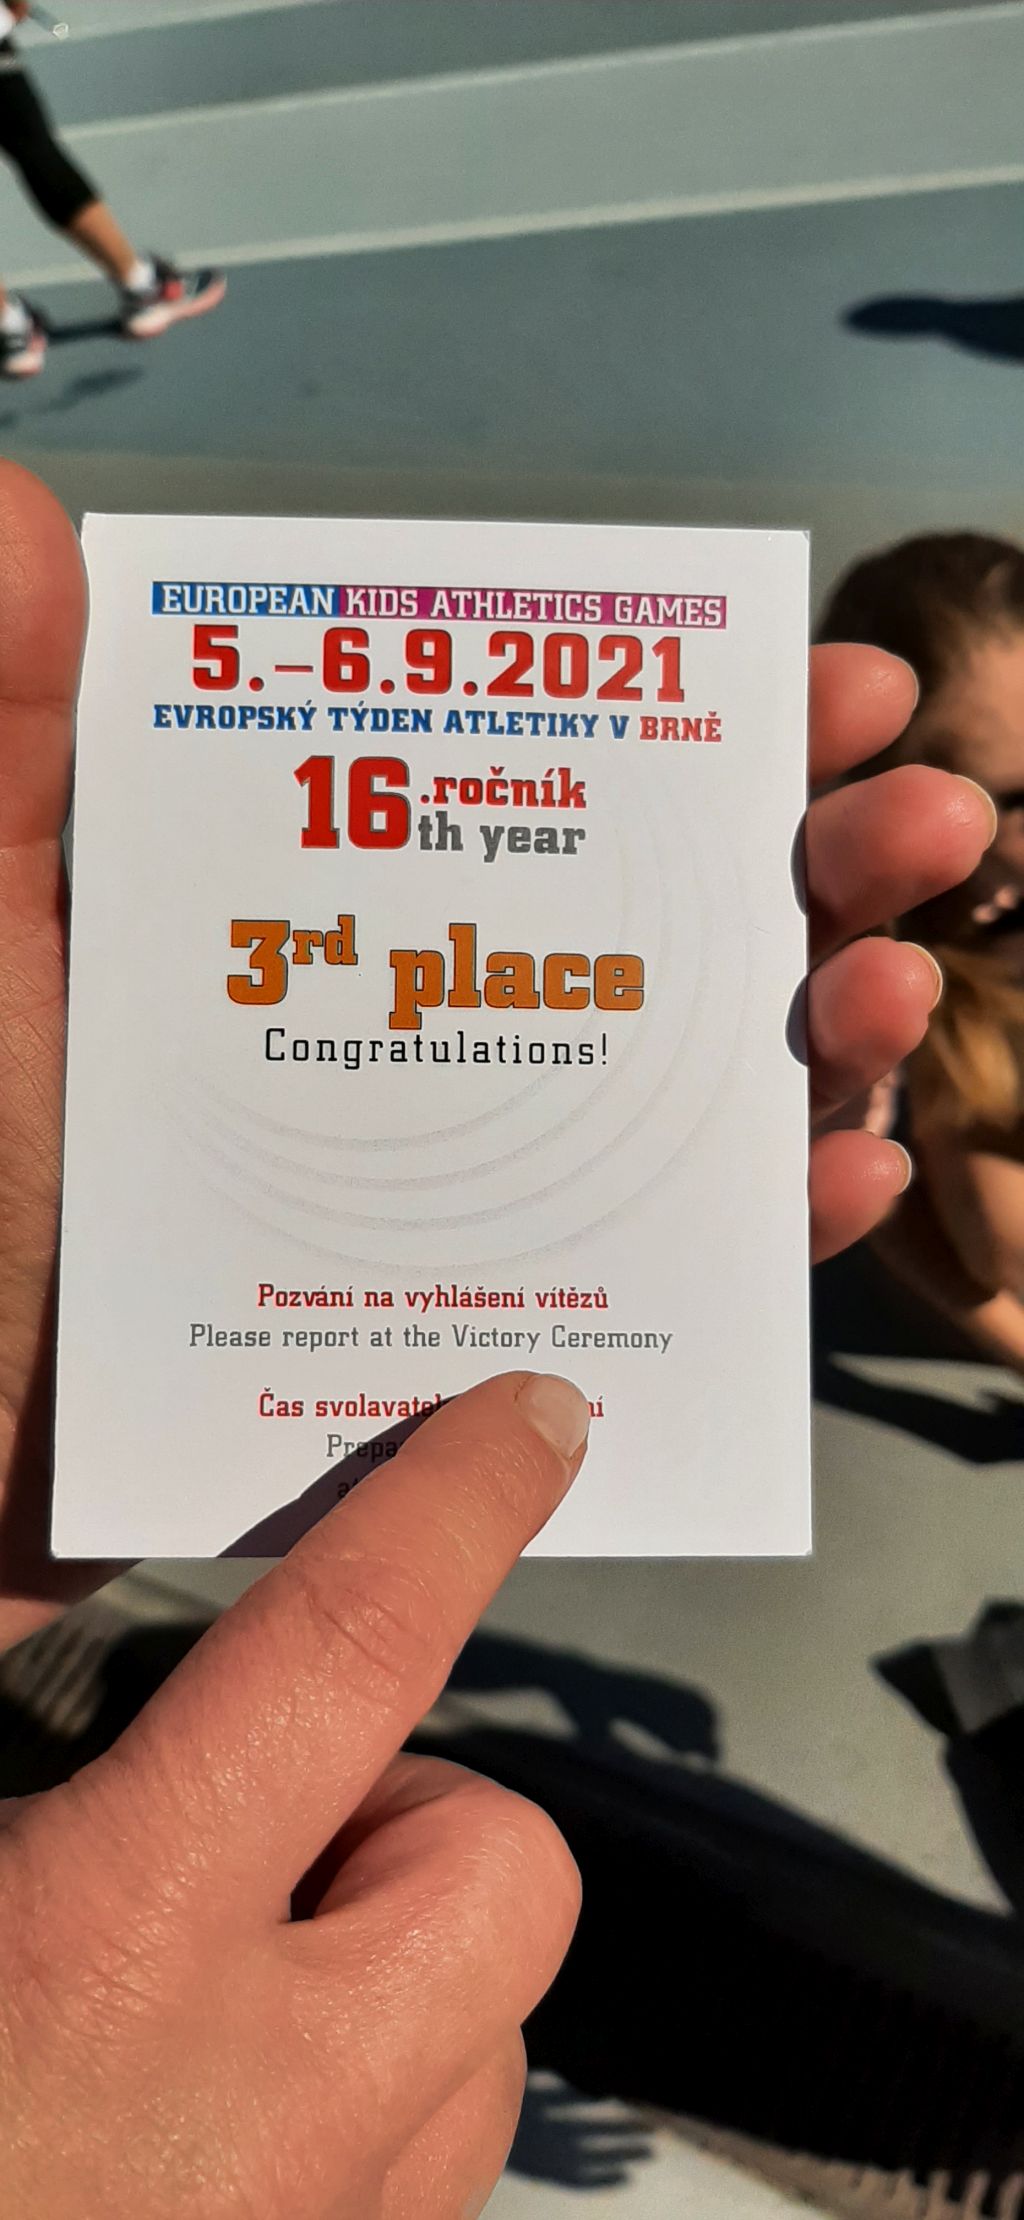 EUROPEAN KIDS ATHLETICS GAMES
5.–6.9.2021
EVROPSKÝ TÝDEN ATLETIKY V BRNĚ
16.ročník
th year
3rd place
Congratulations!
Pozvání na vyhlášení vítězů
Please report at the Victory Ceremony
Čas